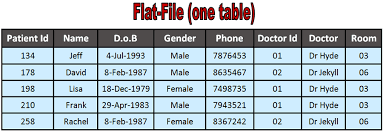 Flat-File (one table)
Patient Id Name D.o.B Gender Phone Doctor Id Doctor Room
134 Jeff 4-Jul-1993 Male 7876453 01 Dr Hyde 03
178 David 8-Feb-1987 Male 8635467 02 Dr Jekyll 06
198 Lisa 18-Dec-1979 Female 7498735 01 Dr Hyde 03
210 Frank 29-Apr-1983 Male 7943521 01 Dr Hyde 03
258 Rachel 8-Feb-1987 Female 8367242 02 Dr Jekyll 06